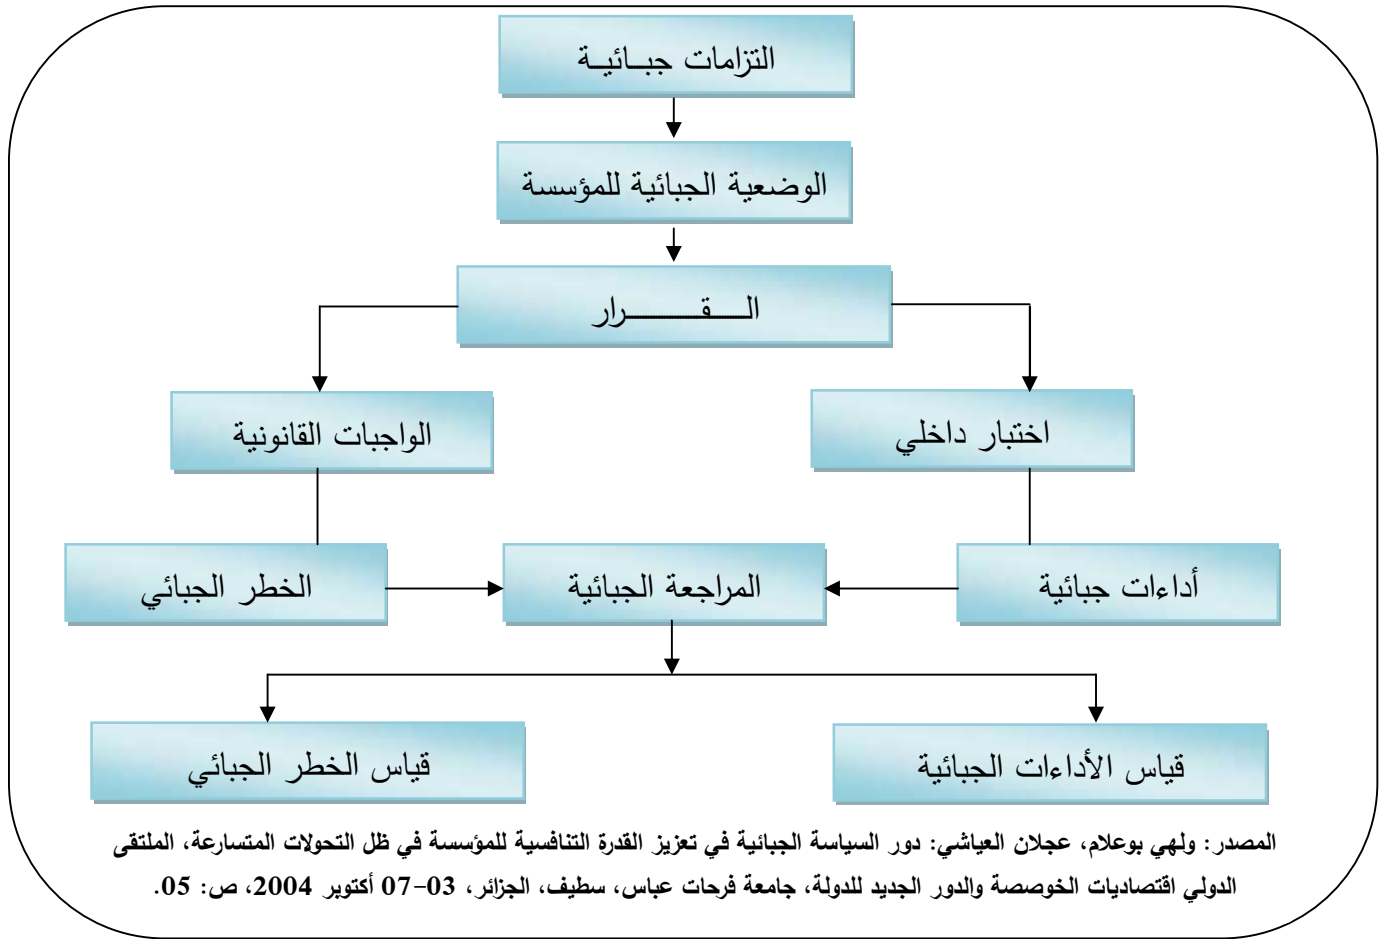 التزامات جبائية
الوضعية الجبائية للمؤسسة
القرار
اختبار داخلي
الواجبات القانونية
أداءات جبائية
المراجعة الجبائية
الخطر الجبائي
قياس الأداءات الجبائية
قياس الخطر الجبائي
المصدر: ولهي بوعلام، عجلان العياشي: دور السياسة الجبائية في تعزيز القدرة التنافسية للمؤسسة في ظل التحولات المتسارعة، الملتقى
الدولي اقتصاديات الخوصصة والدور الجديد للدولة، جامعة فرحات عباس، سطيف، الجزائر، 03-07 أكتوبر 2004، ص: 05.